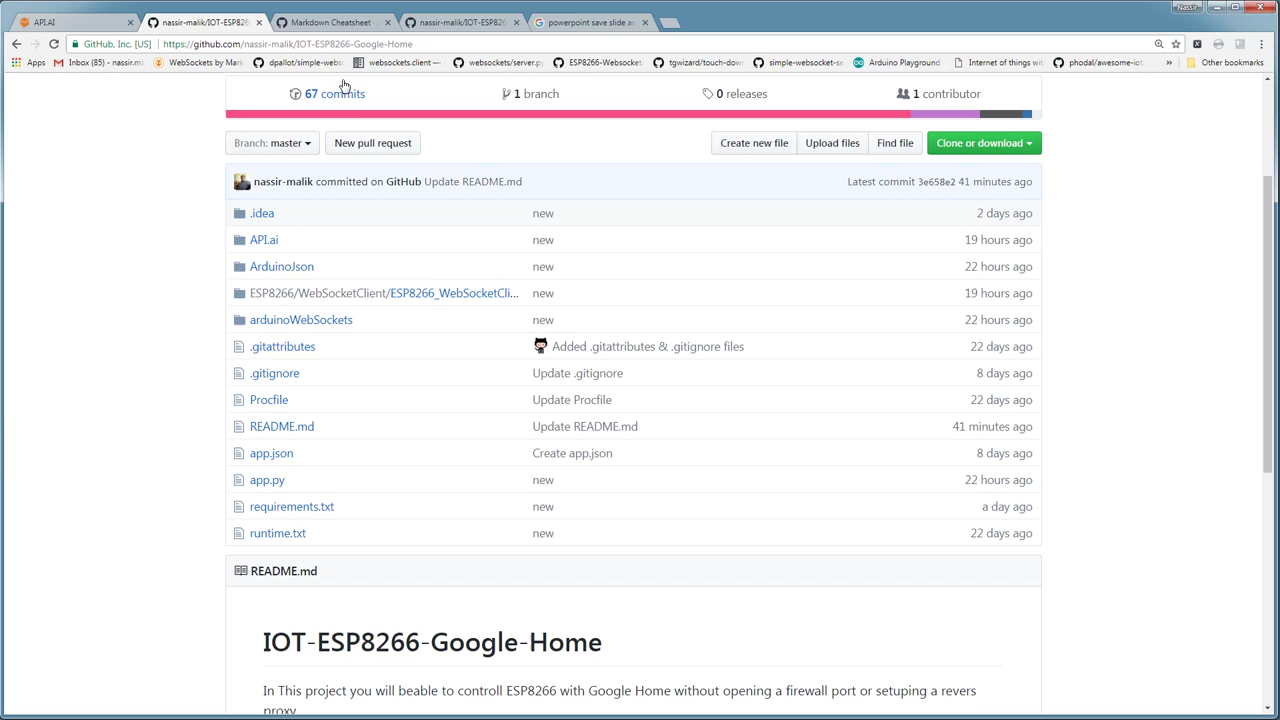 API.AI
nassir-malik/IOT-ESP8266
Markdown Cheatsheet
nassir-malik/IOT-ESP8266
powerpoint save slide as
Nassir
GitHub, Inc. [US]
https://github.com/nassir-malik/IOT-ESP8266-Google-Home
Apps
Inbox (85) - nassir.m
WebSockets by Mark
dpallot/simple-webs
websockets.client —
websockets/server.py
ESP8266-Websocket
tgwizard/touch-down
simple-websocket-se
Arduino Playground
Internet of things wi
phodal/awesome-iot
»
Other bookmarks
67 commits
1 branch
0 releases
1 contributor
Branch: master
New pull request
Create new file
Upload files
Find file
Clone or download
nassir-malik committed on GitHub Update README.md
Latest commit 3e658e2 41 minutes ago
.idea new 2 days ago
API.ai new 19 hours ago
ArduinoJson new 22 hours ago
ESP8266/WebSocketClient/ESP8266_WebSocketCli... new 19 hours ago
arduinoWebSockets new 22 hours ago
.gitattributes Added .gitattributes & .gitignore files 22 days ago
.gitignore Update .gitignore 8 days ago
Procfile Update Procfile 22 days ago
README.md Update README.md 41 minutes ago
app.json Create app.json 8 days ago
app.py new 22 hours ago
requirements.txt new a day ago
runtime.txt new 22 days ago
README.md
IOT-ESP8266-Google-Home
In This project you will beable to controll ESP8266 with Google Home without opening a firewall port or setuping a revers
proxy